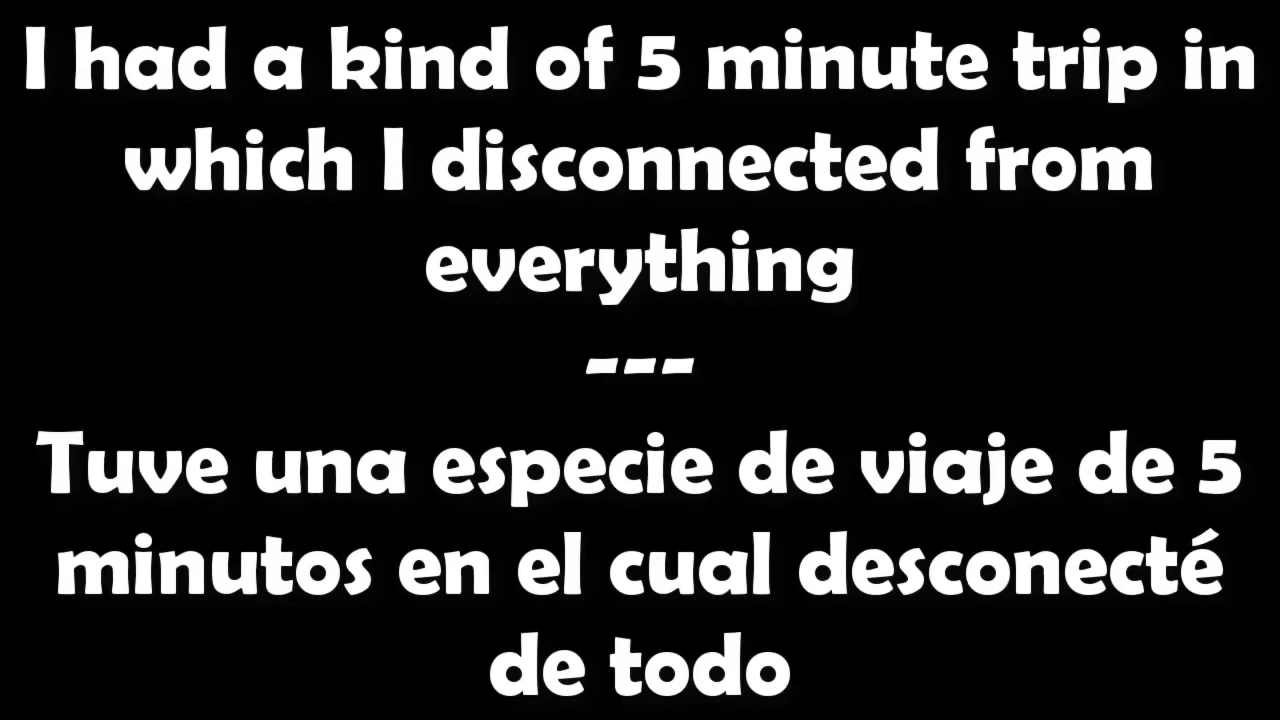 I had a kind of 5 minute trip in
which I disconnected from
everything
---
Tuve una especie de viaje de 5
minutos en el cual desconecté
de todo